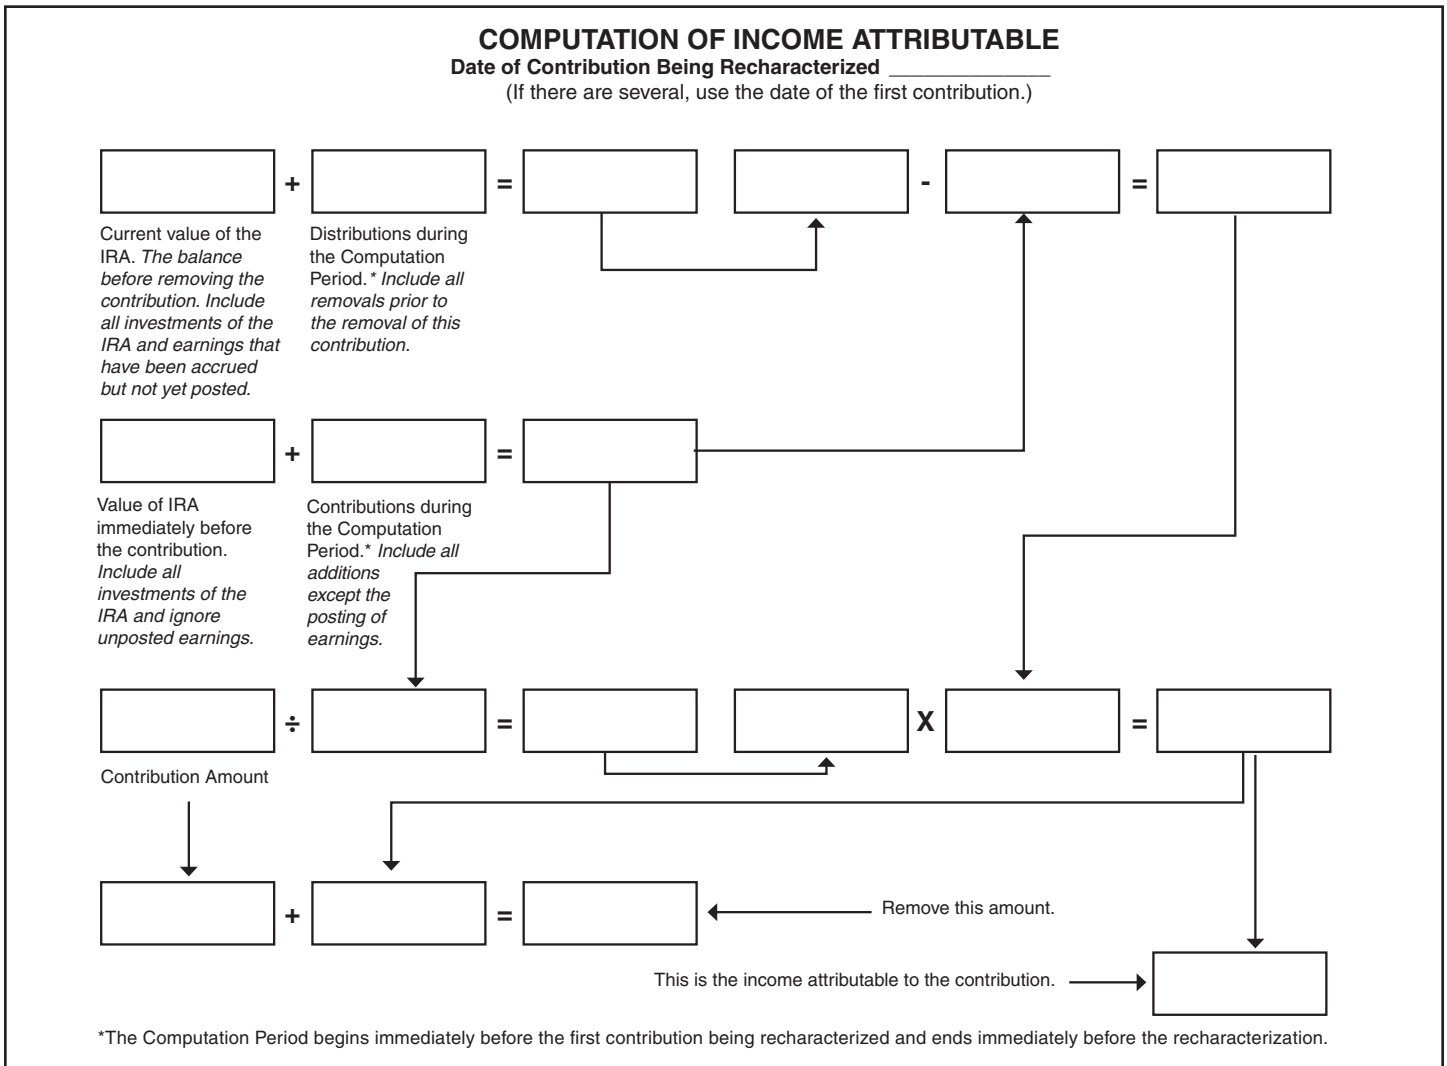 COMPUTATION OF INCOME ATTRIBUTABLE
Date of Contribution Being Recharacterized ______________
(If there are several, use the date of the first contribution.)
+ = - =
Current value of the
IRA. The balance
before removing the
contribution. Include
all investments of the
IRA and earnings that
have been accrued
but not yet posted.
Distributions during
the Computation
Period.* Include all
removals prior to
the removal of this
contribution.
+ =
Value of IRA
immediately before
the contribution.
Include all
investments of the
IRA and ignore
unposted earnings.
Contributions during
the Computation
Period.* Include all
additions
except the
posting of
earnings.
÷ = X =
Contribution Amount
+ =
Remove this amount.
This is the income attributable to the contribution.
*The Computation Period begins immediately before the first contribution being recharacterized and ends immediately before the recharacterization.